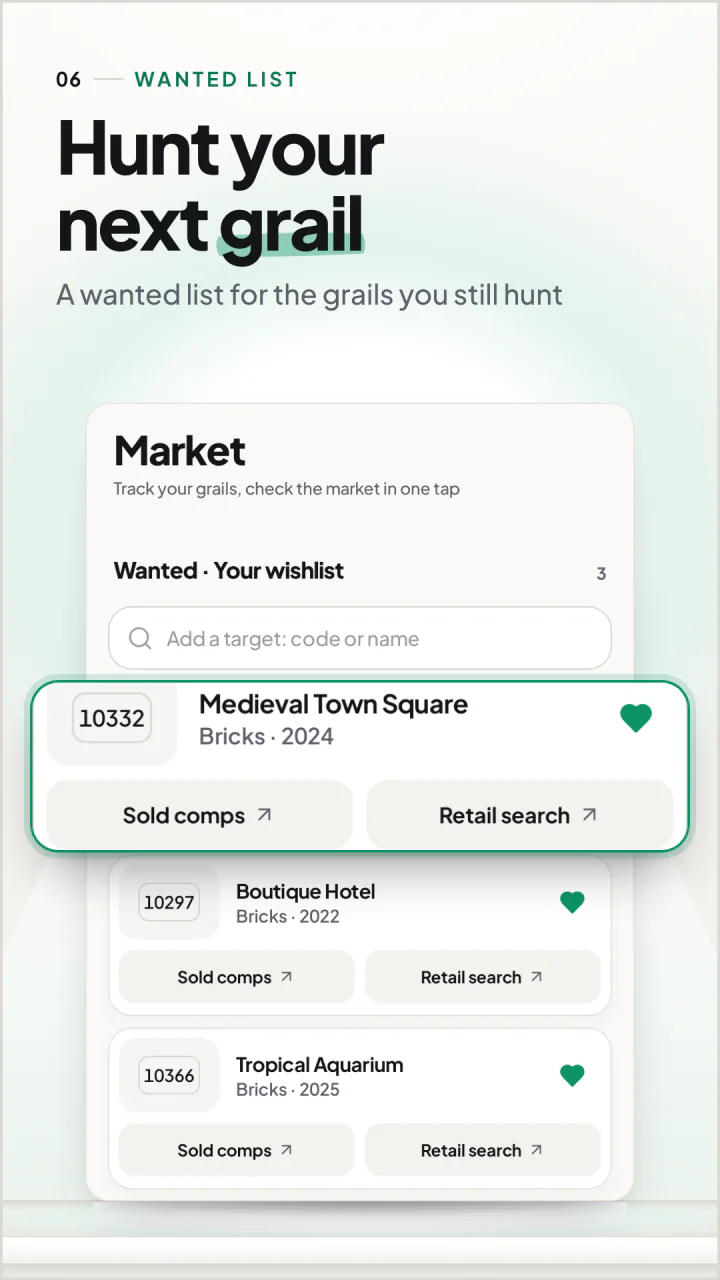 06 — WANTED LIST
Hunt your
next grail
A wanted list for the grails you still hunt
Market
Track your grails, check the market in one tap
Wanted · Your wishlist 3
Add a target: code or name
10332
Medieval Town Square
Bricks · 2024
Sold comps ↗ Retail search ↗
10297
Boutique Hotel
Bricks · 2022
Sold comps ↗ Retail search ↗
10366
Tropical Aquarium
Bricks · 2025
Sold comps ↗ Retail search ↗